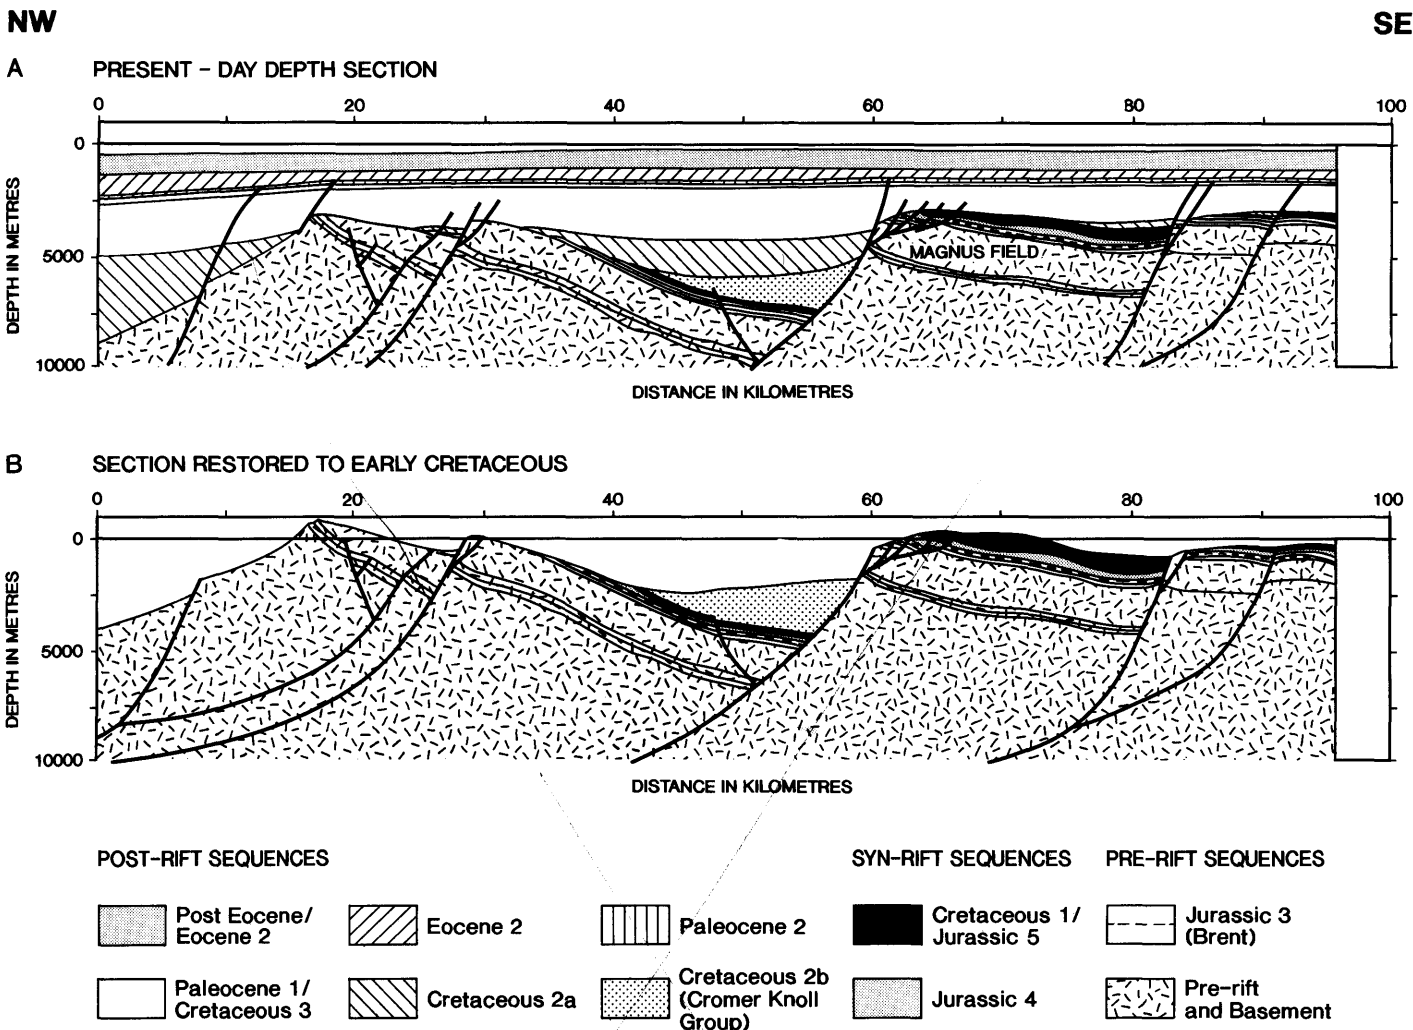 NW
SE
A
PRESENT - DAY DEPTH SECTION
0 20 40 60 80 100
0
5000
10000
DEPTH IN METRES
MAGNUS FIELD
DISTANCE IN KILOMETRES
B
SECTION RESTORED TO EARLY CRETACEOUS
0 20 40 60 80 100
0
5000
10000
DEPTH IN METRES
DISTANCE IN KILOMETRES
POST-RIFT SEQUENCES
Post Eocene/
Eocene 2
Eocene 2
Paleocene 2
Paleocene 1/
Cretaceous 3
Cretaceous 2a
Cretaceous 2b
(Cromer Knoll
Group)
SYN-RIFT SEQUENCES
Cretaceous 1/
Jurassic 5
Jurassic 4
PRE-RIFT SEQUENCES
Jurassic 3
(Brent)
Pre-rift
and Basement